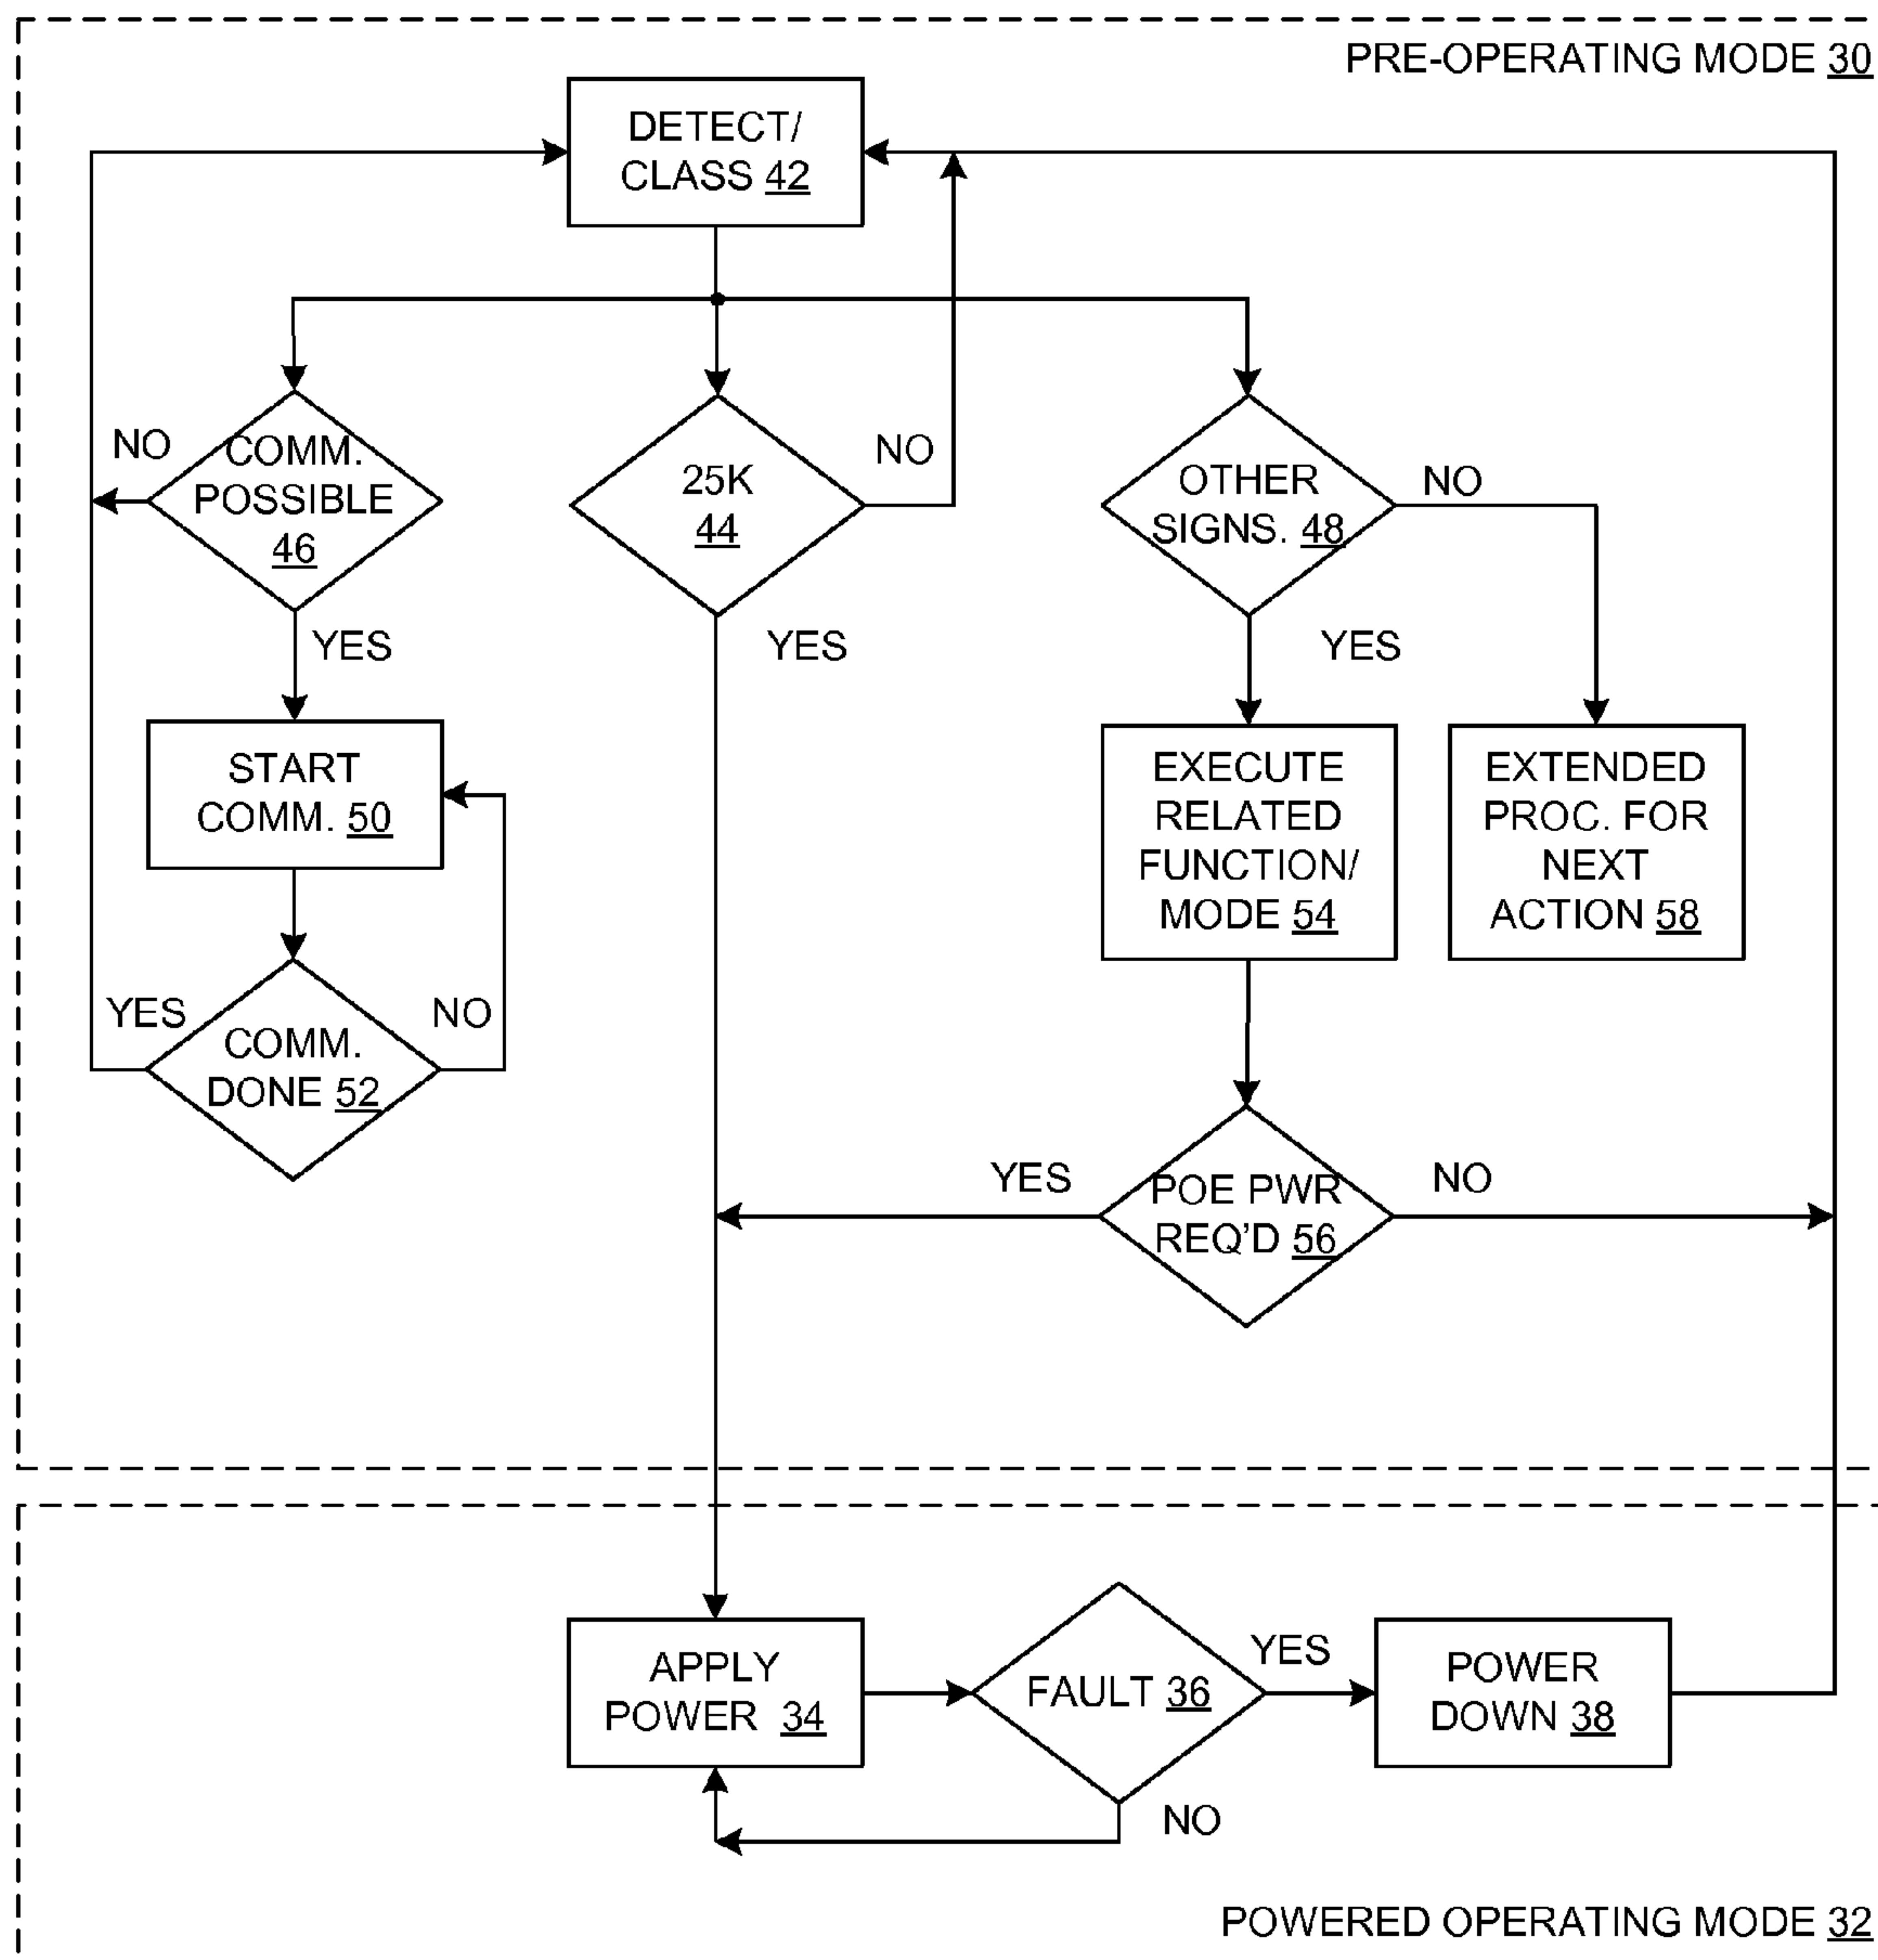 PRE-OPERATING MODE 30
DETECT/
CLASS 42
NO
COMM.
POSSIBLE
46
YES
25K
44
NO
YES
OTHER
SIGNS. 48
NO
YES
START
COMM. 50
EXECUTE
RELATED
FUNCTION/
MODE 54
EXTENDED
PROC. FOR
NEXT
ACTION 58
YES
COMM.
DONE 52
NO
YES
POE PWR
REQ'D 56
NO
APPLY
POWER 34
FAULT 36
YES
NO
POWER
DOWN 38
POWERED OPERATING MODE 32